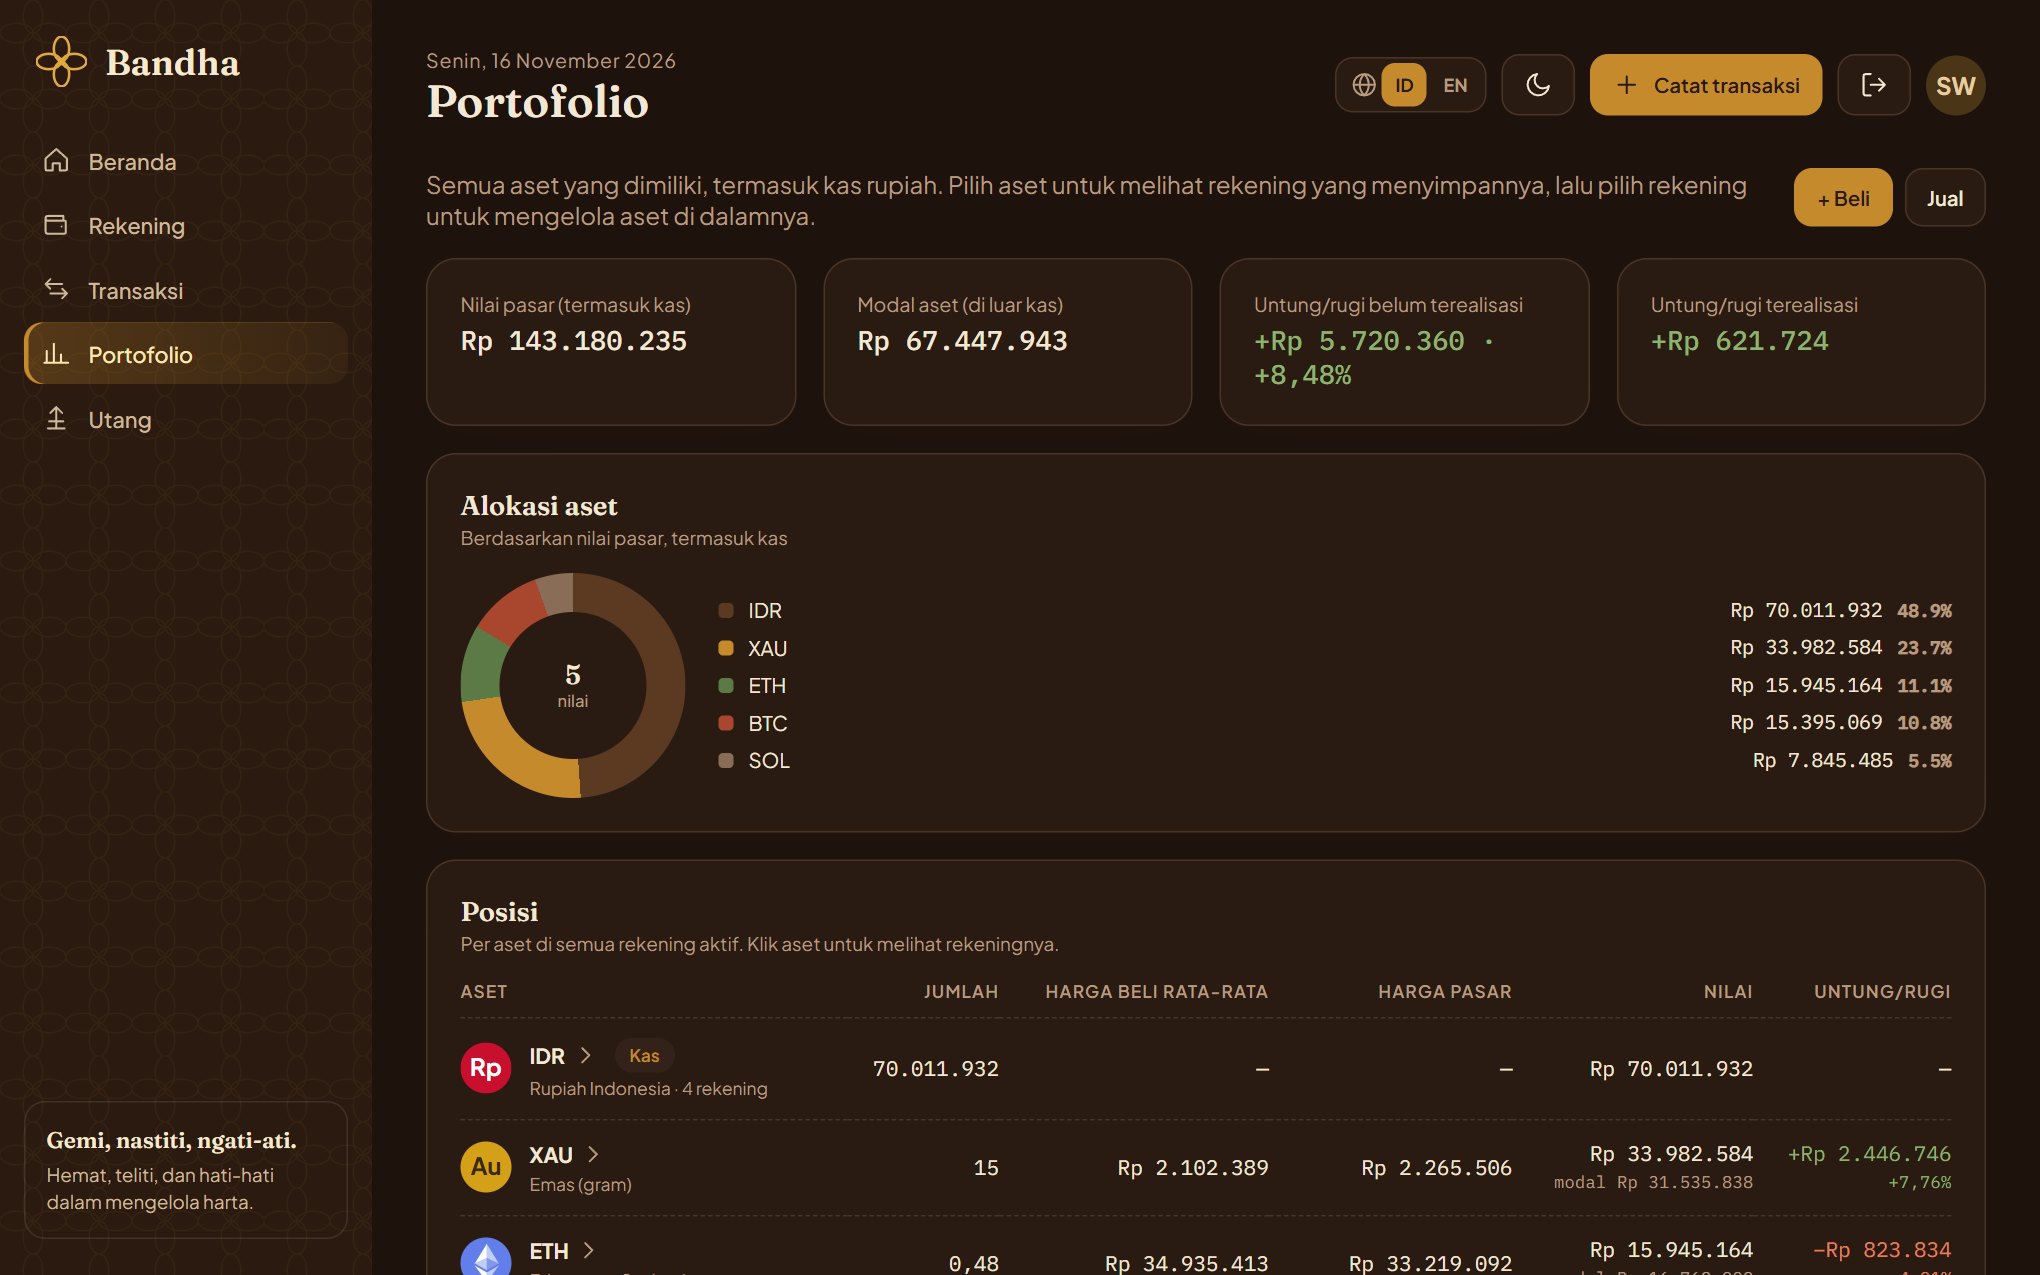 Bandha
Beranda
Rekening
Transaksi
Portofolio
Utang
Gemi, nastiti, ngati-ati.
Hemat, teliti, dan hati-hati
dalam mengelola harta.
Senin, 16 November 2026
Portofolio
ID EN
Catat transaksi
SW
Semua aset yang dimiliki, termasuk kas rupiah. Pilih aset untuk melihat rekening yang menyimpannya, lalu pilih rekening
untuk mengelola aset di dalamnya.
+ Beli
Jual
Nilai pasar (termasuk kas)
Rp 143.180.235
Modal aset (di luar kas)
Rp 67.447.943
Untung/rugi belum terealisasi
+Rp 5.720.360 ·
+8,48%
Untung/rugi terealisasi
+Rp 621.724
Alokasi aset
Berdasarkan nilai pasar, termasuk kas
5
nilai
IDR Rp 70.011.932 48.9%
XAU Rp 33.982.584 23.7%
ETH Rp 15.945.164 11.1%
BTC Rp 15.395.069 10.8%
SOL Rp 7.845.485 5.5%
Posisi
Per aset di semua rekening aktif. Klik aset untuk melihat rekeningnya.
ASET JUMLAH HARGA BELI RATA-RATA HARGA PASAR NILAI UNTUNG/RUGI
Rp IDR Kas 70.011.932 — — Rp 70.011.932 —
Rupiah Indonesia · 4 rekening
Au XAU 15 Rp 2.102.389 Rp 2.265.506 Rp 33.982.584 +Rp 2.446.746
Emas (gram) modal Rp 31.535.838 +7,76%
ETH 0,48 Rp 34.935.413 Rp 33.219.092 Rp 15.945.164 −Rp 823.834